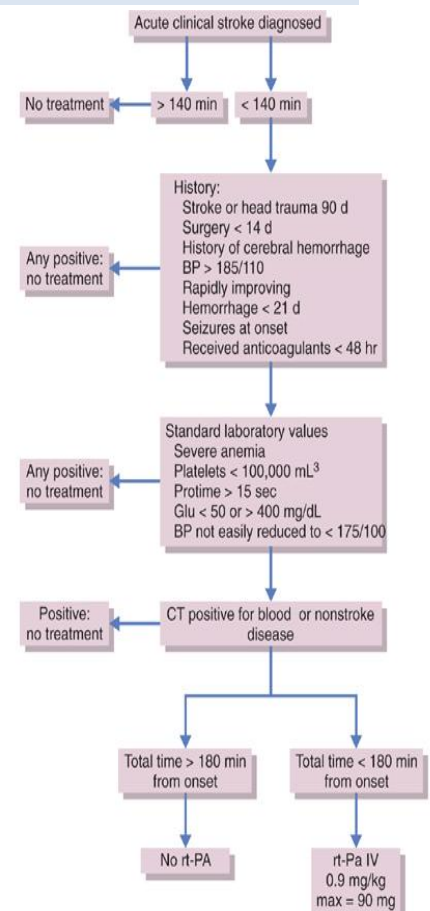 Acute clinical stroke diagnosed
No treatment
> 140 min
< 140 min
History:
Stroke or head trauma 90 d
Surgery < 14 d
History of cerebral hemorrhage
BP > 185/110
Rapidly improving
Hemorrhage < 21 d
Seizures at onset
Received anticoagulants < 48 hr
Any positive:
no treatment
Standard laboratory values
Severe anemia
Platelets < 100,000 mL³
Protime > 15 sec
Glu < 50 or > 400 mg/dL
BP not easily reduced to < 175/100
Any positive:
no treatment
Positive:
no treatment
CT positive for blood or nonstroke
disease
Total time > 180 min
from onset
Total time < 180 min
from onset
No rt-PA
rt-Pa IV
0.9 mg/kg
max = 90 mg